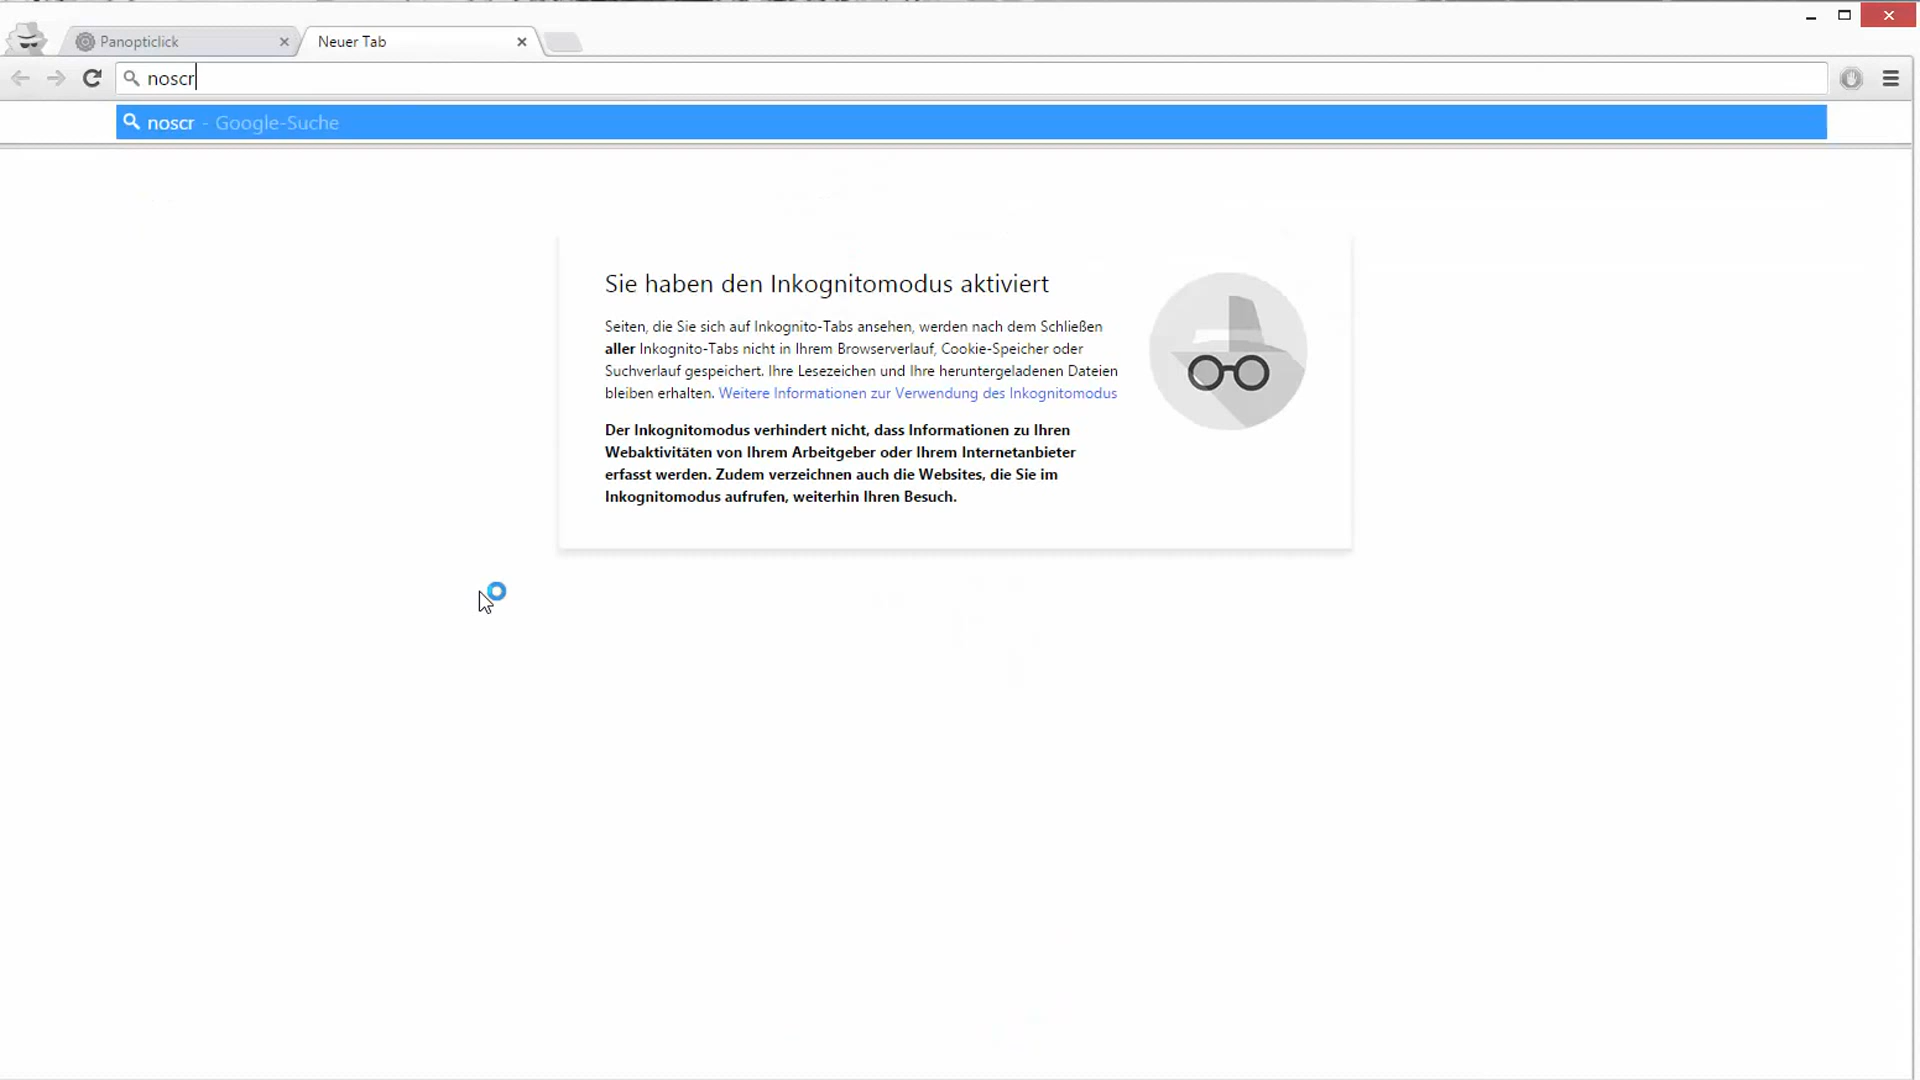 Panopticlick
Neuer Tab
noscr
noscr - Google-Suche
Sie haben den Inkognitomodus aktiviert
Seiten, die Sie sich auf Inkognito-Tabs ansehen, werden nach dem Schließen
aller Inkognito-Tabs nicht in Ihrem Browserverlauf, Cookie-Speicher oder
Suchverlauf gespeichert. Ihre Lesezeichen und Ihre heruntergeladenen Dateien
bleiben erhalten. Weitere Informationen zur Verwendung des Inkognitomodus
Der Inkognitomodus verhindert nicht, dass Informationen zu Ihren
Webaktivitäten von Ihrem Arbeitgeber oder Ihrem Internetanbieter
erfasst werden. Zudem verzeichnen auch die Websites, die Sie im
Inkognitomodus aufrufen, weiterhin Ihren Besuch.